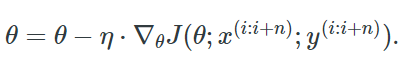 θ = θ − η · ∇_θ J(θ; x^{(i:i+n)}; y^{(i:i+n)}).